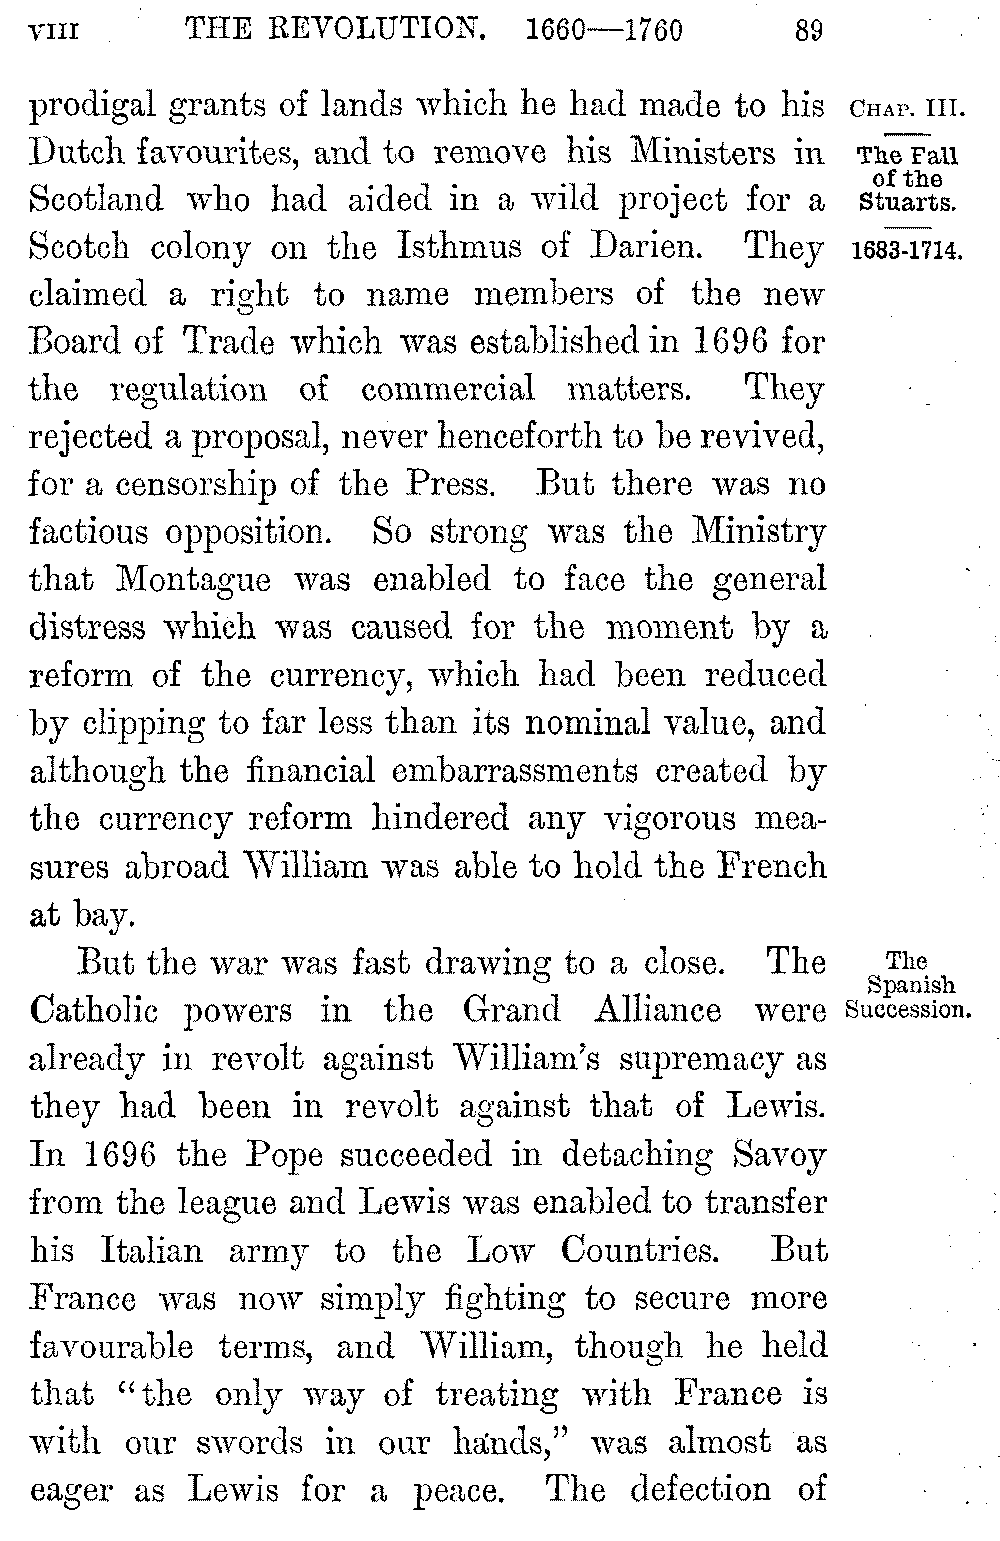 VIII THE REVOLUTION. 1660—1760 89
prodigal grants of lands which he had made to his
Dutch favourites, and to remove his Ministers in
Scotland who had aided in a wild project for a
Scotch colony on the Isthmus of Darien. They
claimed a right to name members of the new
Board of Trade which was established in 1696 for
the regulation of commercial matters. They
rejected a proposal, never henceforth to be revived,
for a censorship of the Press. But there was no
factious opposition. So strong was the Ministry
that Montague was enabled to face the general
distress which was caused for the moment by a
reform of the currency, which had been reduced
by clipping to far less than its nominal value, and
although the financial embarrassments created by
the currency reform hindered any vigorous mea-
sures abroad William was able to hold the French
at bay.
But the war was fast drawing to a close. The
Catholic powers in the Grand Alliance were
already in revolt against William's supremacy as
they had been in revolt against that of Lewis.
In 1696 the Pope succeeded in detaching Savoy
from the league and Lewis was enabled to transfer
his Italian army to the Low Countries. But
France was now simply fighting to secure more
favourable terms, and William, though he held
that "the only way of treating with France is
with our swords in our hands," was almost as
eager as Lewis for a peace. The defection of
CHAP. III.
The Fall
of the
Stuarts.
1683-1714.
The
Spanish
Succession.